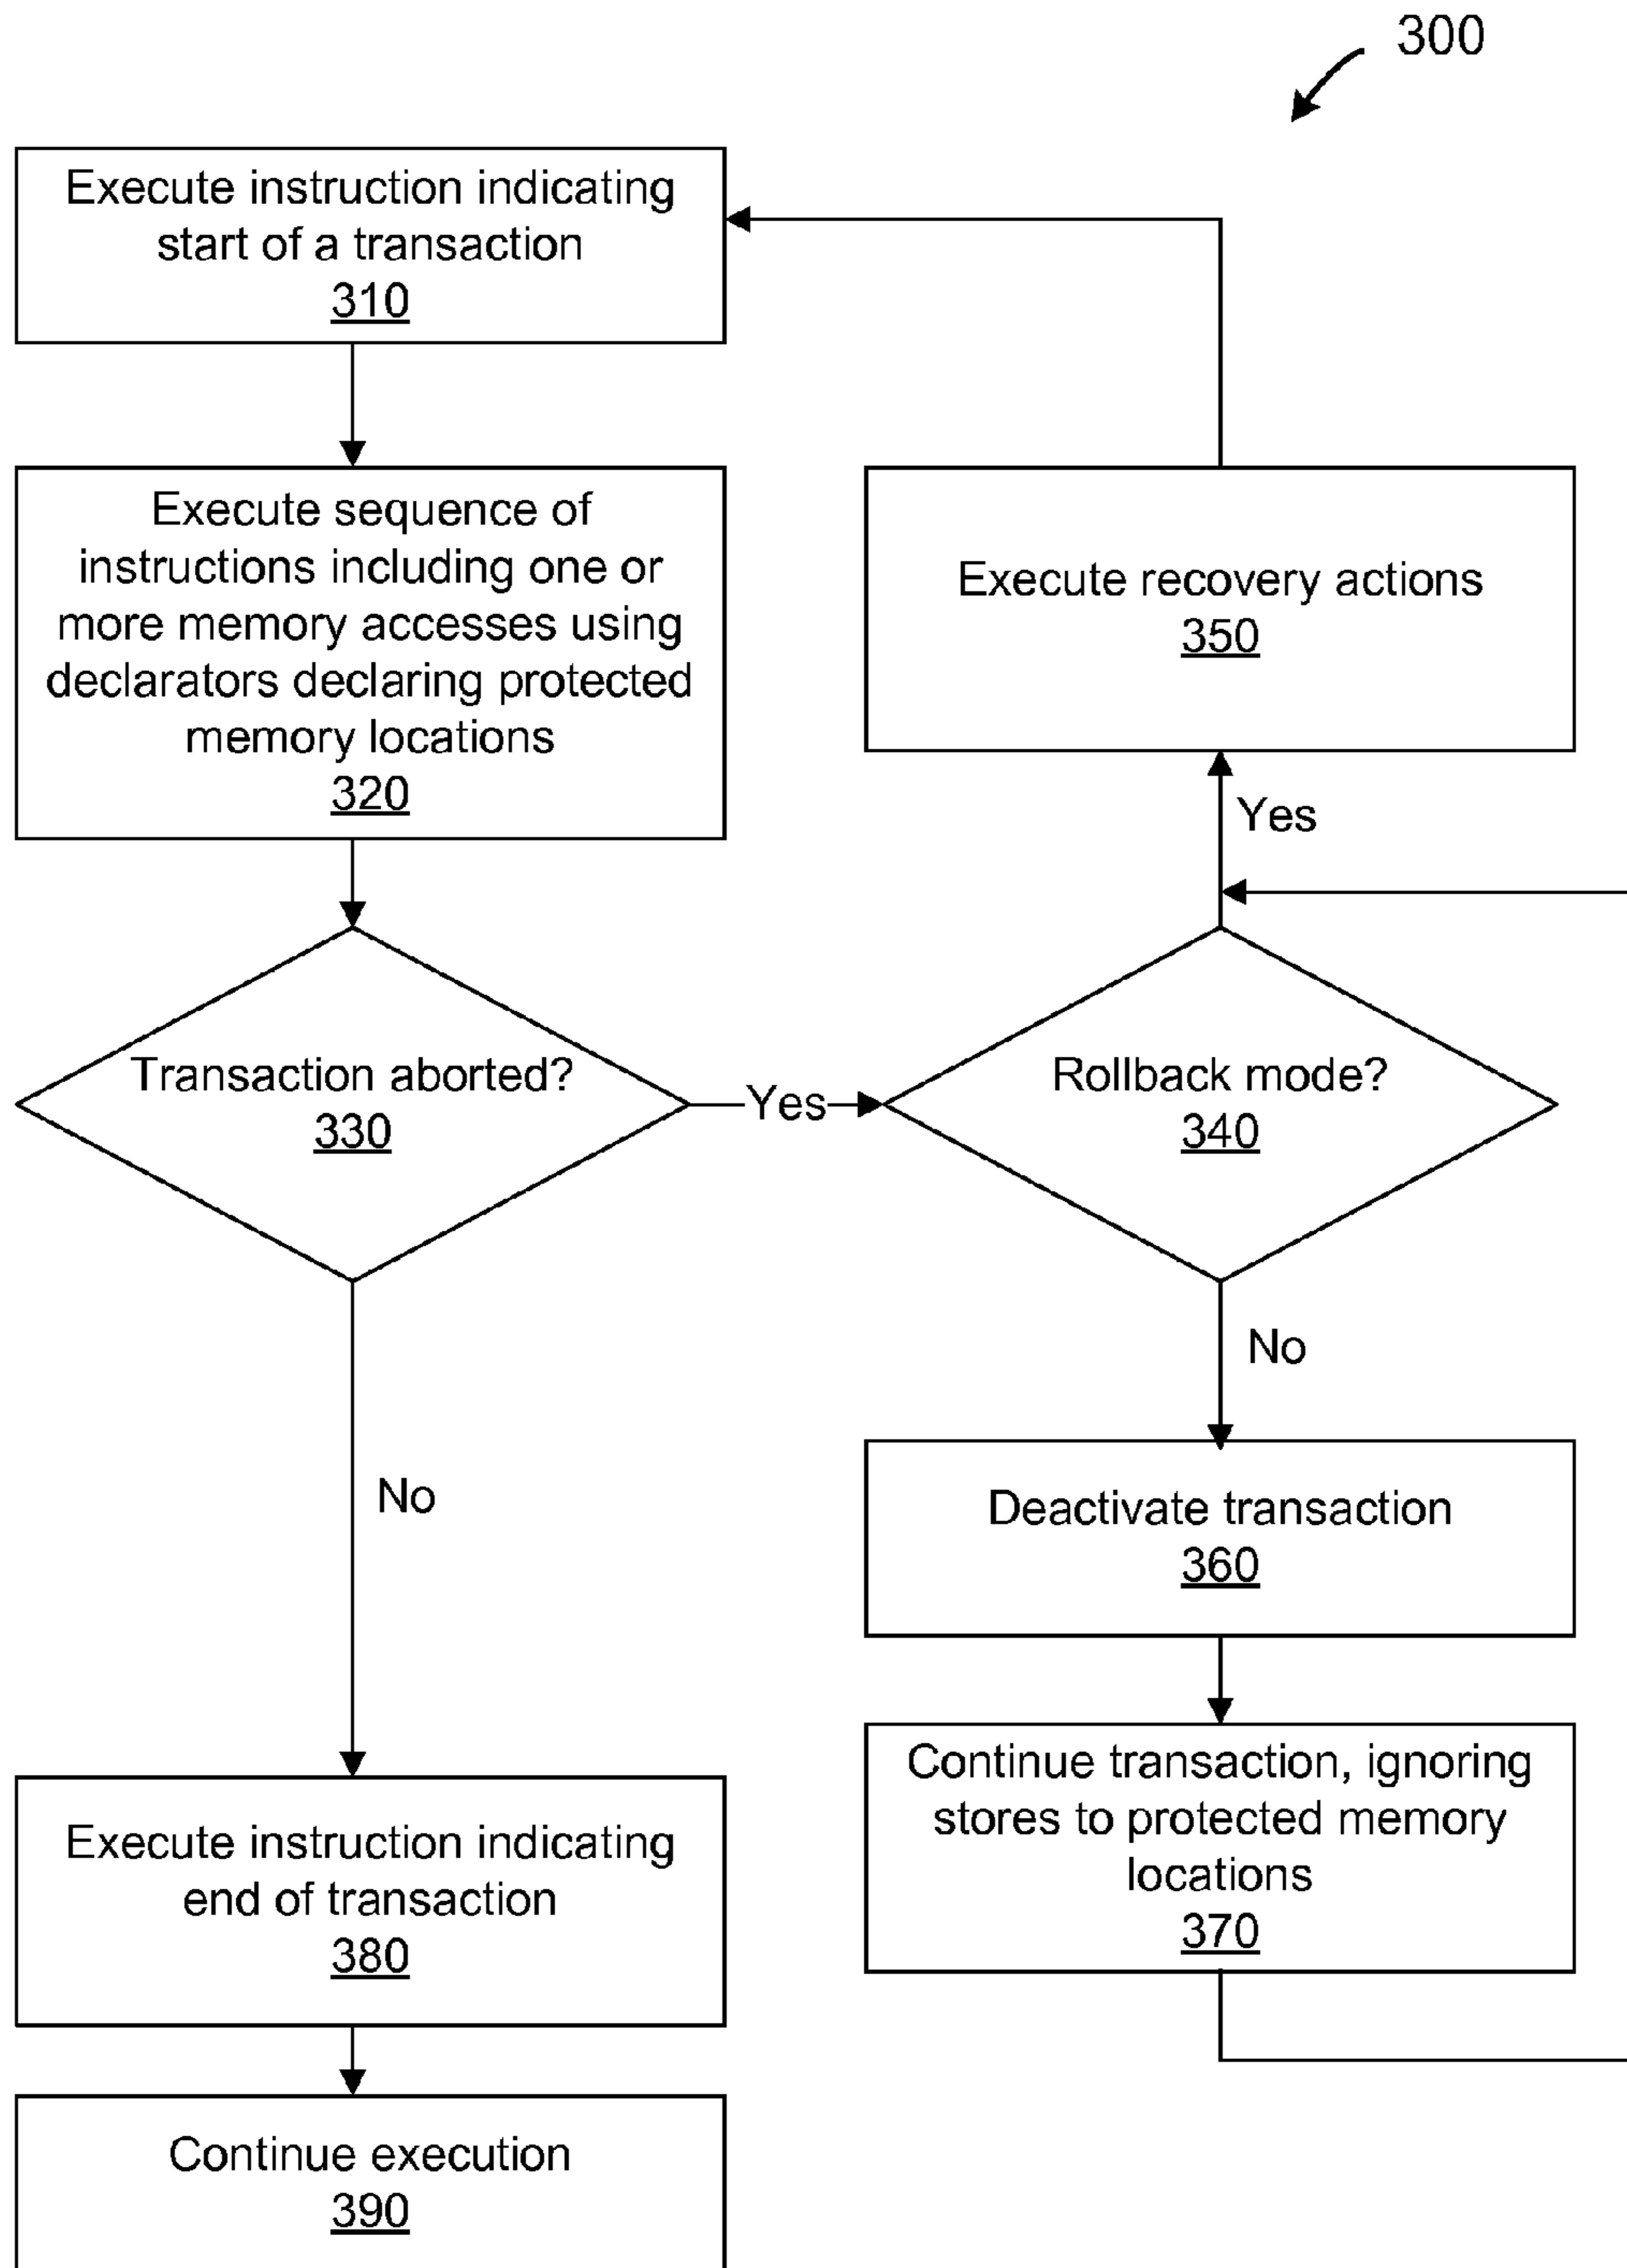 300
Execute instruction indicating
start of a transaction
310
Execute sequence of
instructions including one or
more memory accesses using
declarators declaring protected
memory locations
320
Execute recovery actions
350
Yes
Transaction aborted?
330
Yes
Rollback mode?
340
No
No
Deactivate transaction
360
Continue transaction, ignoring
stores to protected memory
locations
370
Execute instruction indicating
end of transaction
380
Continue execution
390